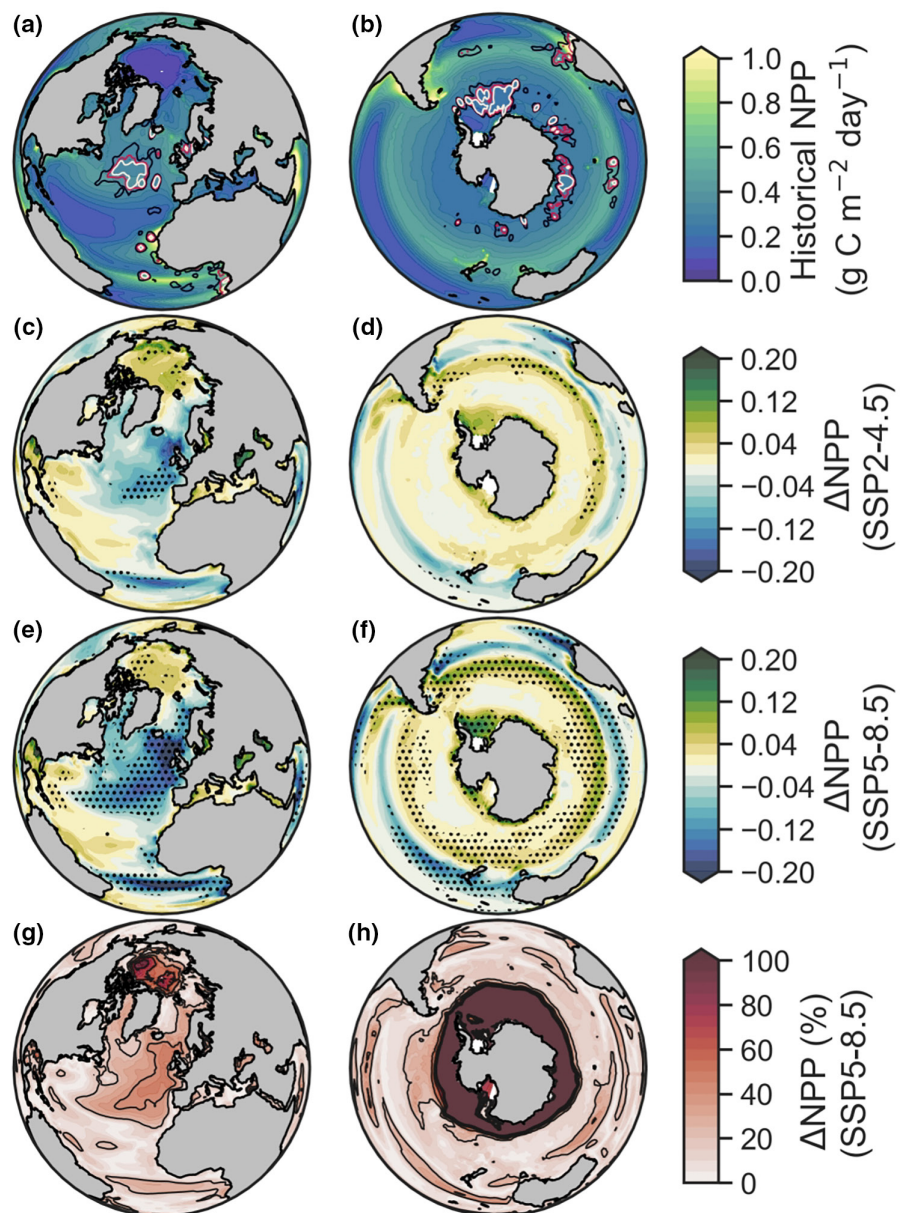 (a)
(b)
1.0
0.8
0.6
0.4
0.2
0.0
Historical NPP
(g C m⁻² day⁻¹)
(c)
(d)
0.20
0.12
0.04
−0.04
−0.12
−0.20
ΔNPP
(SSP2-4.5)
(e)
(f)
0.20
0.12
0.04
−0.04
−0.12
−0.20
ΔNPP
(SSP5-8.5)
(g)
(h)
100
80
60
40
20
0
ΔNPP (%)
(SSP5-8.5)